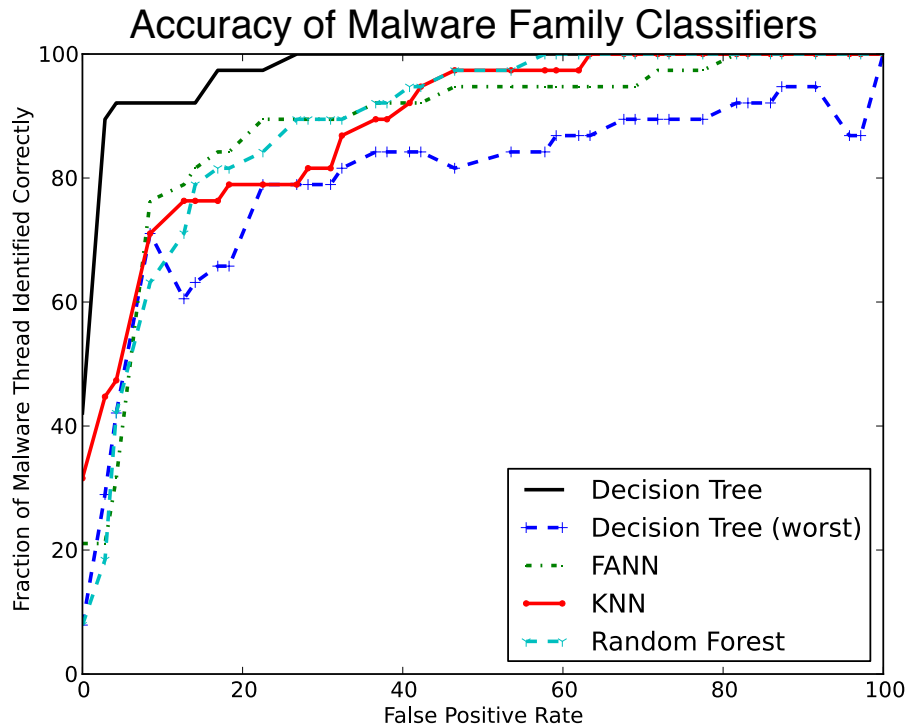 Accuracy of Malware Family Classifiers
Fraction of Malware Thread Identified Correctly
100
80
60
40
20
0
Decision Tree
Decision Tree (worst)
FANN
KNN
Random Forest
0 20 40 60 80 100
False Positive Rate